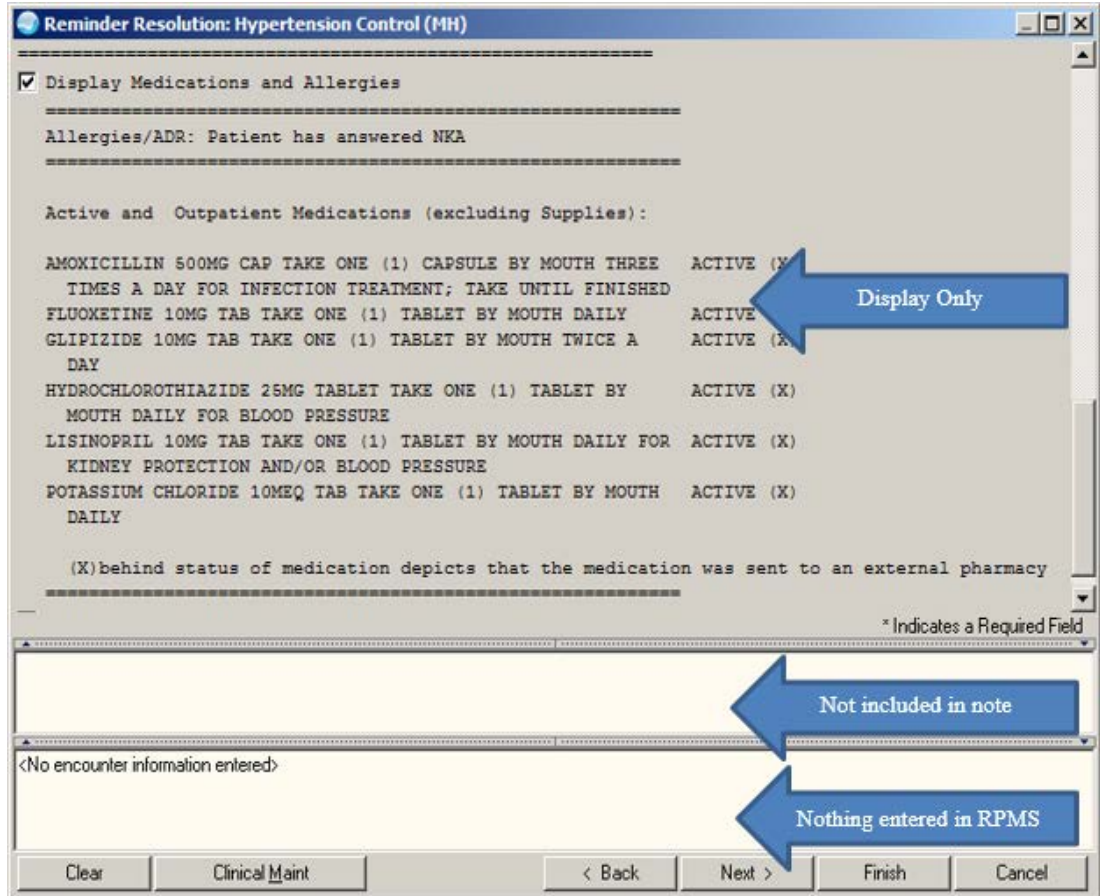 Reminder Resolution: Hypertension Control (MH)
Display Medications and Allergies
Allergies/ADR: Patient has answered NKA
Active and Outpatient Medications (excluding Supplies):
AMOXICILLIN 500MG CAP TAKE ONE (1) CAPSULE BY MOUTH THREE ACTIVE (X
TIMES A DAY FOR INFECTION TREATMENT; TAKE UNTIL FINISHED
Display Only
FLUOXETINE 10MG TAB TAKE ONE (1) TABLET BY MOUTH DAILY ACTIVE
GLIPIZIDE 10MG TAB TAKE ONE (1) TABLET BY MOUTH TWICE A ACTIVE (X)
DAY
HYDROCHLOROTHIAZIDE 25MG TABLET TAKE ONE (1) TABLET BY ACTIVE (X)
MOUTH DAILY FOR BLOOD PRESSURE
LISINOPRIL 10MG TAB TAKE ONE (1) TABLET BY MOUTH DAILY FOR ACTIVE (X)
KIDNEY PROTECTION AND/OR BLOOD PRESSURE
POTASSIUM CHLORIDE 10MEQ TAB TAKE ONE (1) TABLET BY MOUTH ACTIVE (X)
DAILY
(X)behind status of medication depicts that the medication was sent to an external pharmacy
* Indicates a Required Field
Not included in note
<No encounter information entered>
Nothing entered in RPMS
Clear Clinical Maint < Back Next > Finish Cancel